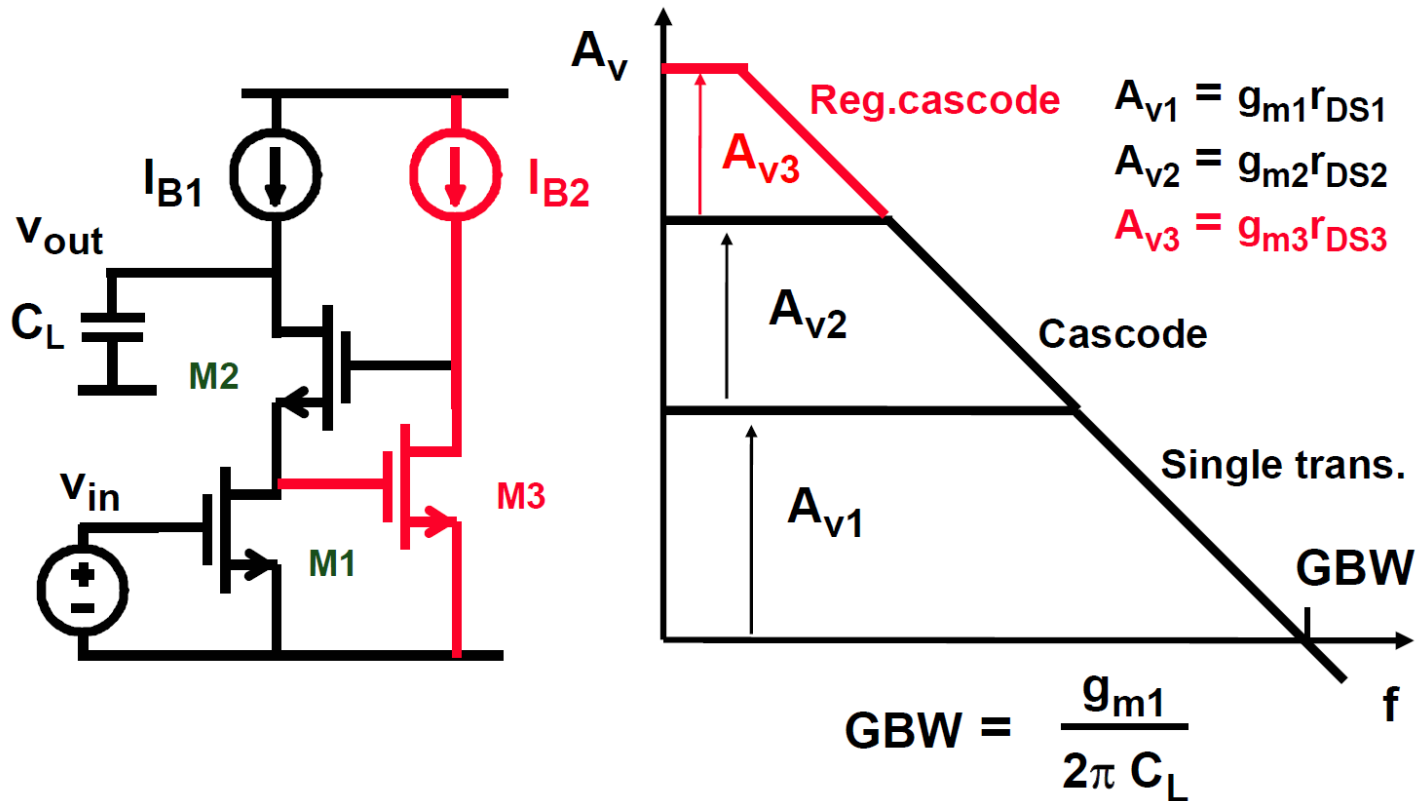 I_B1
I_B2
v_out
C_L
M2
v_in
M1
M3
+
-
A_v
Reg.cascode
A_v3
A_v2
Cascode
A_v1
Single trans.
GBW
f
A_v1 = g_m1 r_DS1
A_v2 = g_m2 r_DS2
A_v3 = g_m3 r_DS3
GBW = g_m1 / 2π C_L